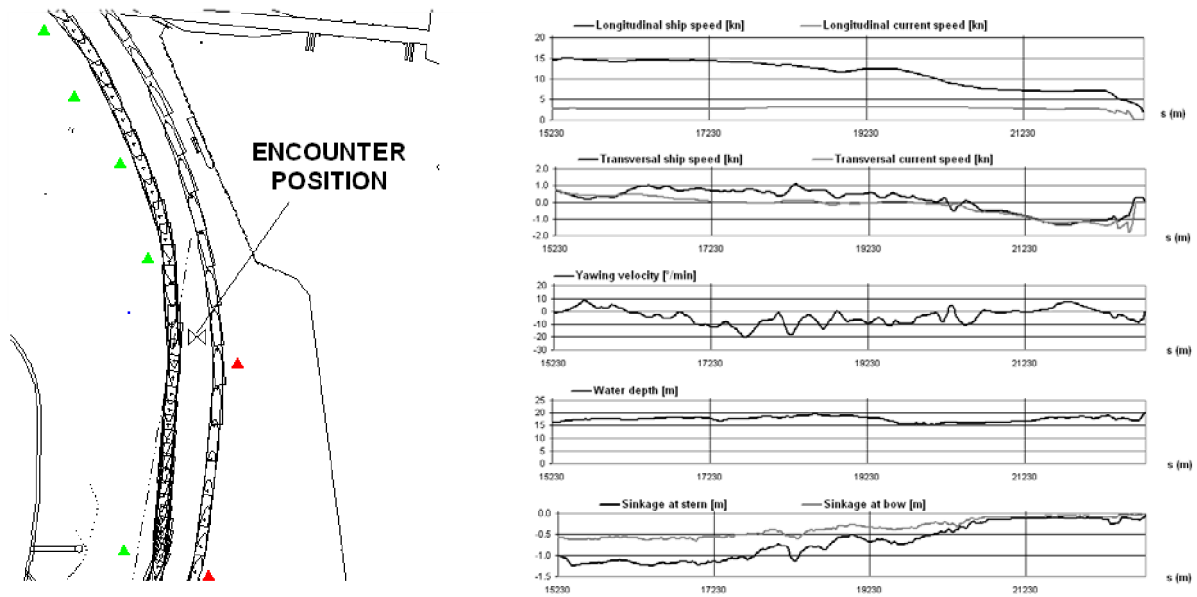 ENCOUNTER
POSITION
Longitudinal ship speed [kn] Longitudinal current speed [kn]
20
15
10
5
0
15230 17230 19230 21230
s (m)
Transversal ship speed [kn] Transversal current speed [kn]
2.0
1.0
0.0
-1.0
-2.0
15230 17230 19230 21230
s (m)
Yawing velocity [°/min]
20
10
0
-10
-20
-30
15230 17230 19230 21230
s (m)
Water depth [m]
25
20
15
10
5
0
15230 17230 19230 21230
s (m)
Sinkage at stern [m] Sinkage at bow [m]
0.0
-0.5
-1.0
-1.5
15230 17230 19230 21230
s (m)